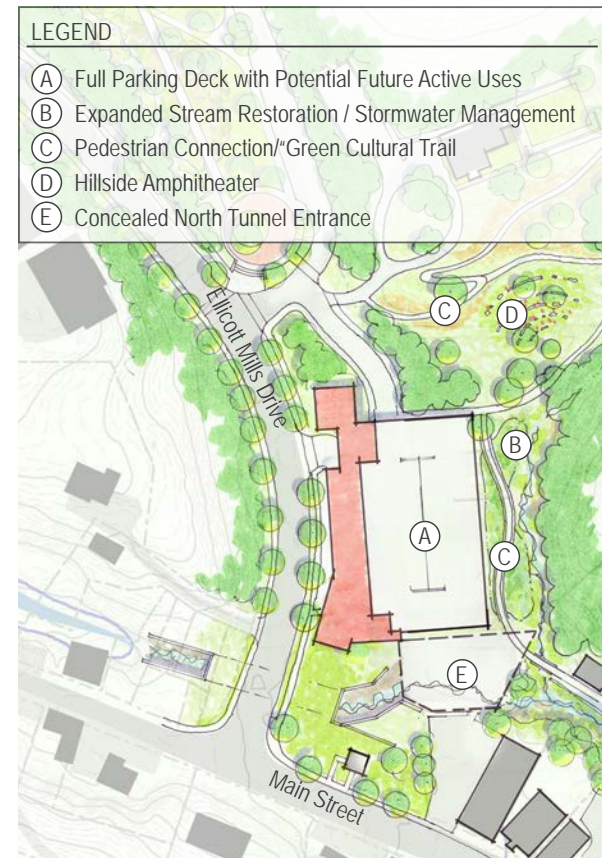 LEGEND
A Full Parking Deck with Potential Future Active Uses
B Expanded Stream Restoration / Stormwater Management
C Pedestrian Connection/“Green Cultural Trail
D Hillside Amphitheater
E Concealed North Tunnel Entrance
Ellicott Mills Drive
C
D
B
A
C
E
Main Street